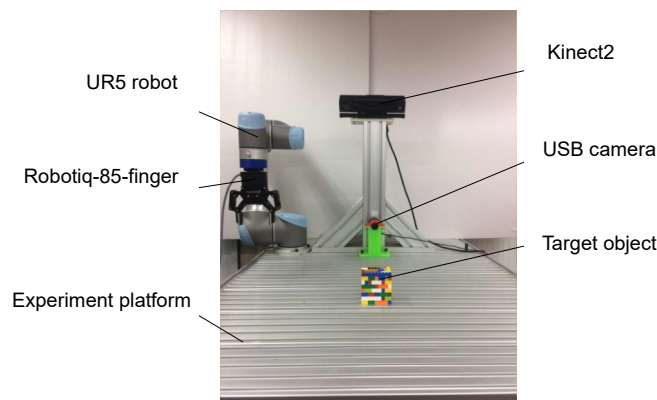 Kinect2
UR5 robot
USB camera
Robotiq-85-finger
Target object
Experiment platform